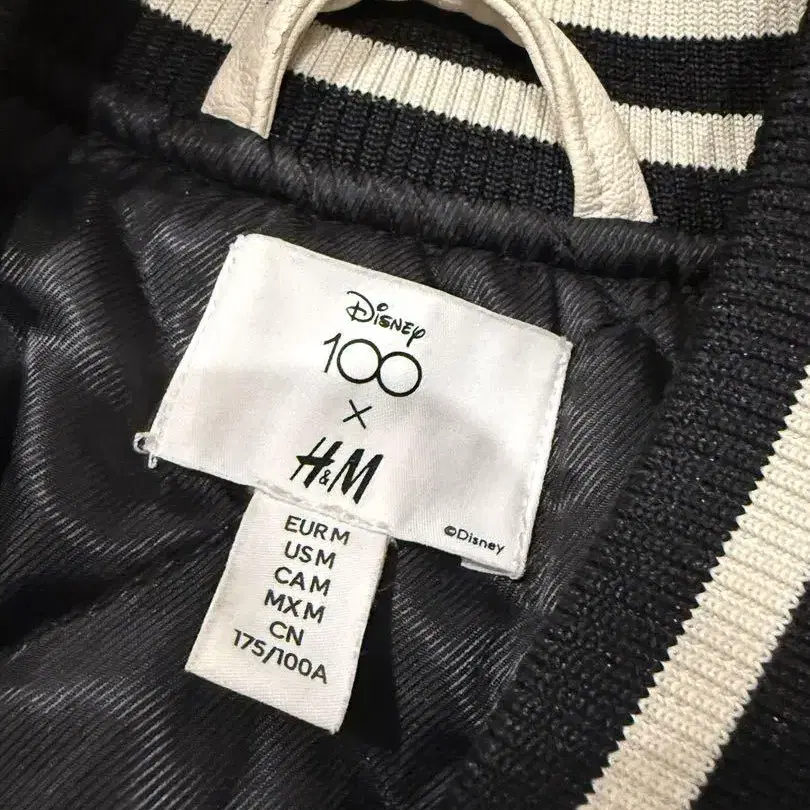 Disney
100
×
H&M
©Disney
EUR M
US M
CA M
MX M
CN
175/100A